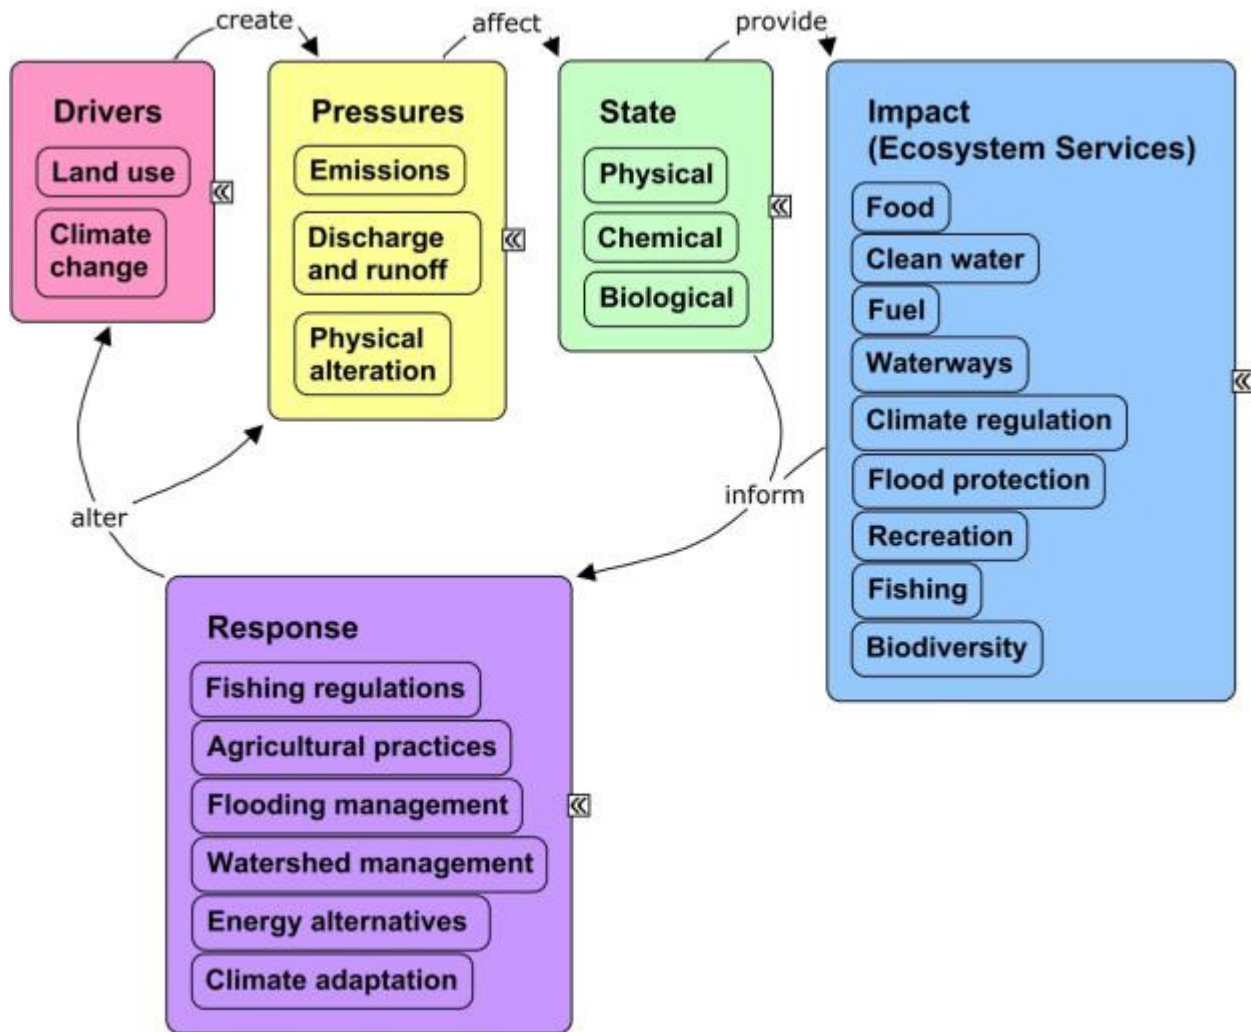 create
affect
provide
Drivers
Land use
Climate
change
Pressures
Emissions
Discharge
and runoff
Physical
alteration
State
Physical
Chemical
Biological
Impact
(Ecosystem Services)
Food
Clean water
Fuel
Waterways
Climate regulation
Flood protection
Recreation
Fishing
Biodiversity
inform
alter
Response
Fishing regulations
Agricultural practices
Flooding management
Watershed management
Energy alternatives
Climate adaptation